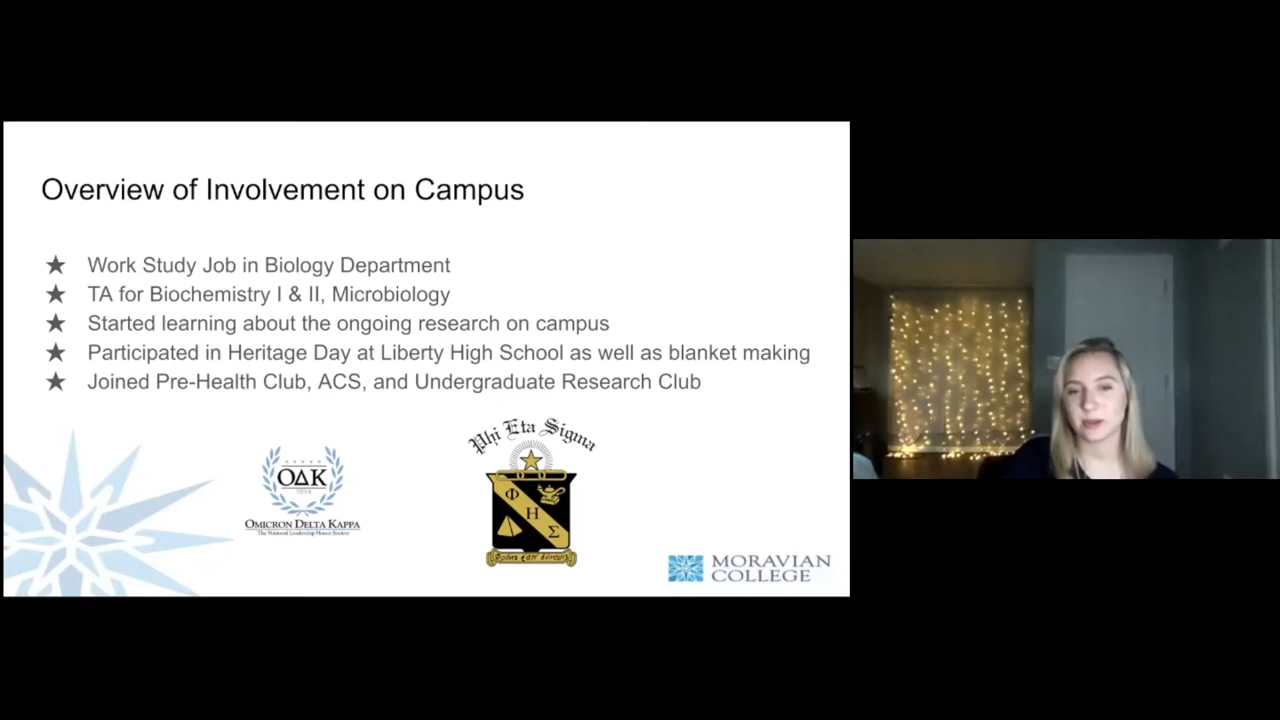 Overview of Involvement on Campus
★ Work Study Job in Biology Department
★ TA for Biochemistry I & II, Microbiology
★ Started learning about the ongoing research on campus
★ Participated in Heritage Day at Liberty High School as well as blanket making
★ Joined Pre-Health Club, ACS, and Undergraduate Research Club
Phi Eta Sigma
ΟΔΚ
1914
OMICRON DELTA KAPPA
The National Leadership Honor Society
Φ
Η
Σ
MORAVIAN
COLLEGE